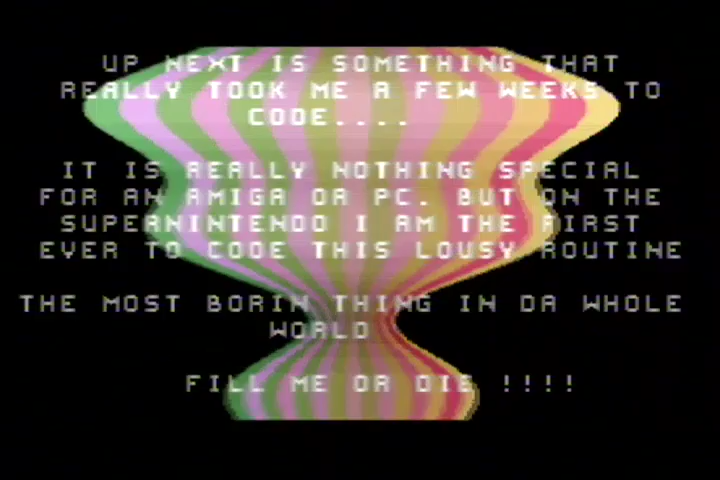 UP NEXT IS SOMETHING THAT
REALLY TOOK ME A FEW WEEKS TO
CODE....
IT IS REALLY NOTHING SPECIAL
FOR AN AMIGA OR PC. BUT ON THE
SUPERNINTENDO I AM THE FIRST
EVER TO CODE THIS LOUSY ROUTINE
THE MOST BORIN THING IN DA WHOLE
WORLD
FILL ME OR DIE !!!!